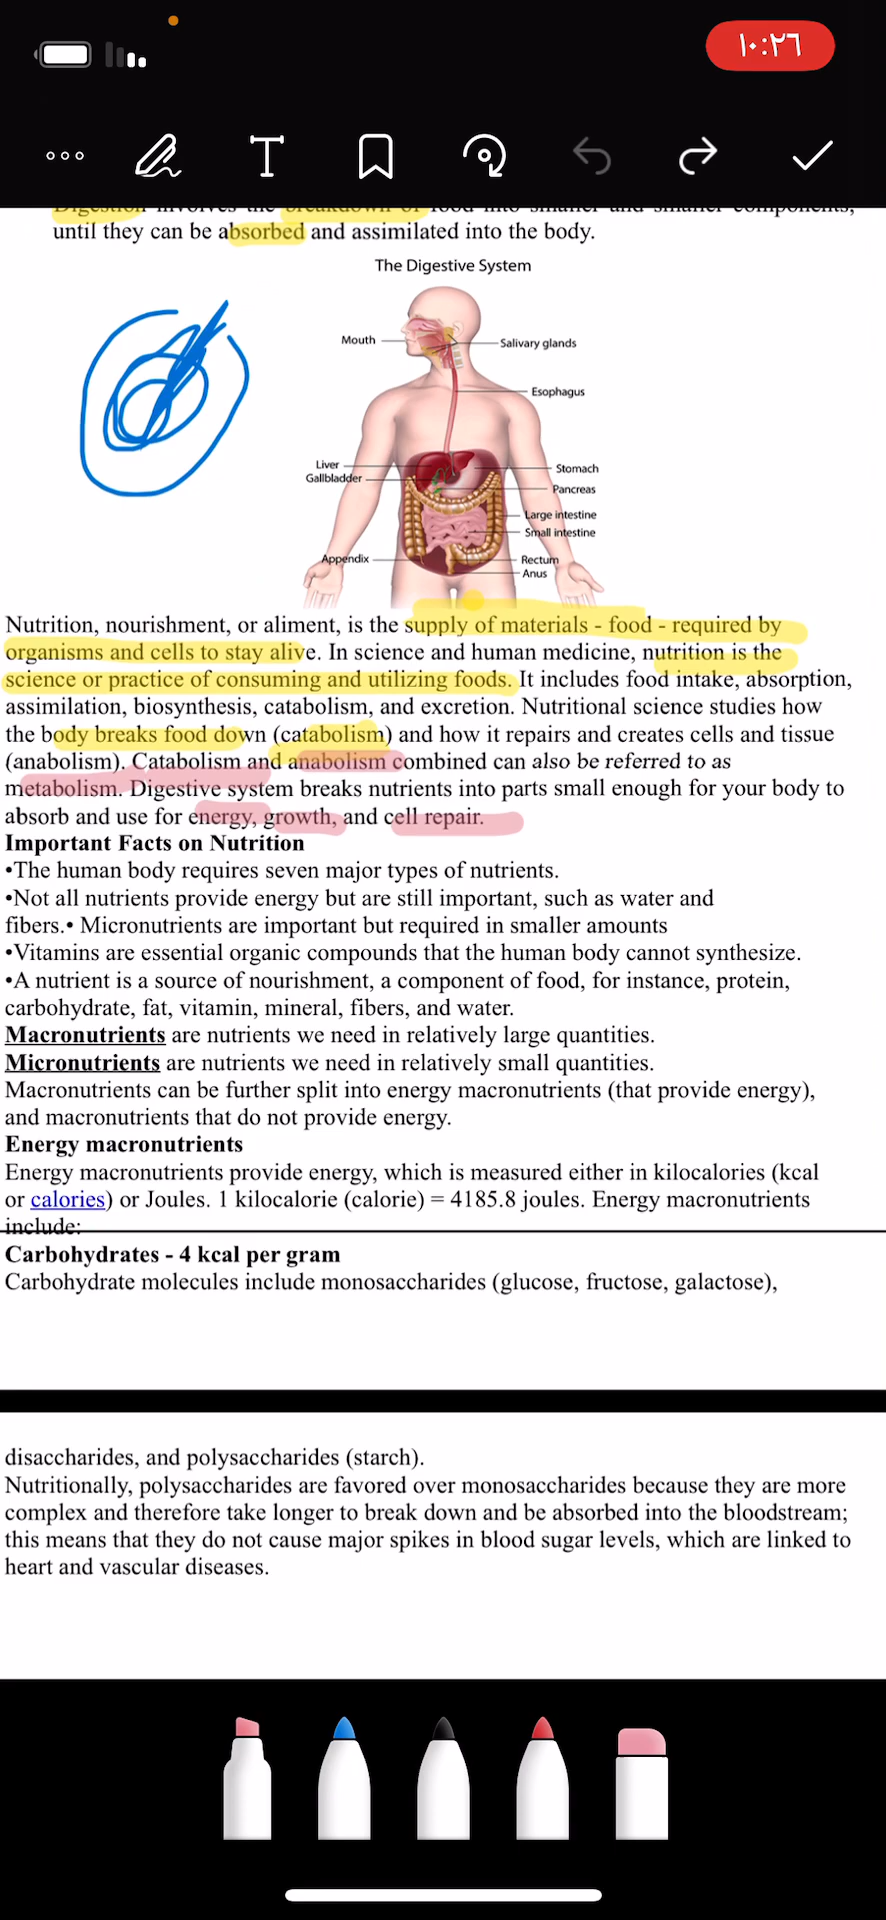 ١٠:٢٦
T
Digestion involves the breakdown of food into smaller and smaller components,
until they can be absorbed and assimilated into the body.
The Digestive System
Mouth
Salivary glands
Esophagus
Liver
Gallbladder
Stomach
Pancreas
Large intestine
Small intestine
Appendix
Rectum
Anus
Nutrition, nourishment, or aliment, is the supply of materials - food - required by
organisms and cells to stay alive. In science and human medicine, nutrition is the
science or practice of consuming and utilizing foods. It includes food intake, absorption,
assimilation, biosynthesis, catabolism, and excretion. Nutritional science studies how
the body breaks food down (catabolism) and how it repairs and creates cells and tissue
(anabolism). Catabolism and anabolism combined can also be referred to as
metabolism. Digestive system breaks nutrients into parts small enough for your body to
absorb and use for energy, growth, and cell repair.
Important Facts on Nutrition
•The human body requires seven major types of nutrients.
•Not all nutrients provide energy but are still important, such as water and
fibers.• Micronutrients are important but required in smaller amounts
•Vitamins are essential organic compounds that the human body cannot synthesize.
•A nutrient is a source of nourishment, a component of food, for instance, protein,
carbohydrate, fat, vitamin, mineral, fibers, and water.
Macronutrients are nutrients we need in relatively large quantities.
Micronutrients are nutrients we need in relatively small quantities.
Macronutrients can be further split into energy macronutrients (that provide energy),
and macronutrients that do not provide energy.
Energy macronutrients
Energy macronutrients provide energy, which is measured either in kilocalories (kcal
or calories) or Joules. 1 kilocalorie (calorie) = 4185.8 joules. Energy macronutrients
include:
Carbohydrates - 4 kcal per gram
Carbohydrate molecules include monosaccharides (glucose, fructose, galactose),
disaccharides, and polysaccharides (starch).
Nutritionally, polysaccharides are favored over monosaccharides because they are more
complex and therefore take longer to break down and be absorbed into the bloodstream;
this means that they do not cause major spikes in blood sugar levels, which are linked to
heart and vascular diseases.